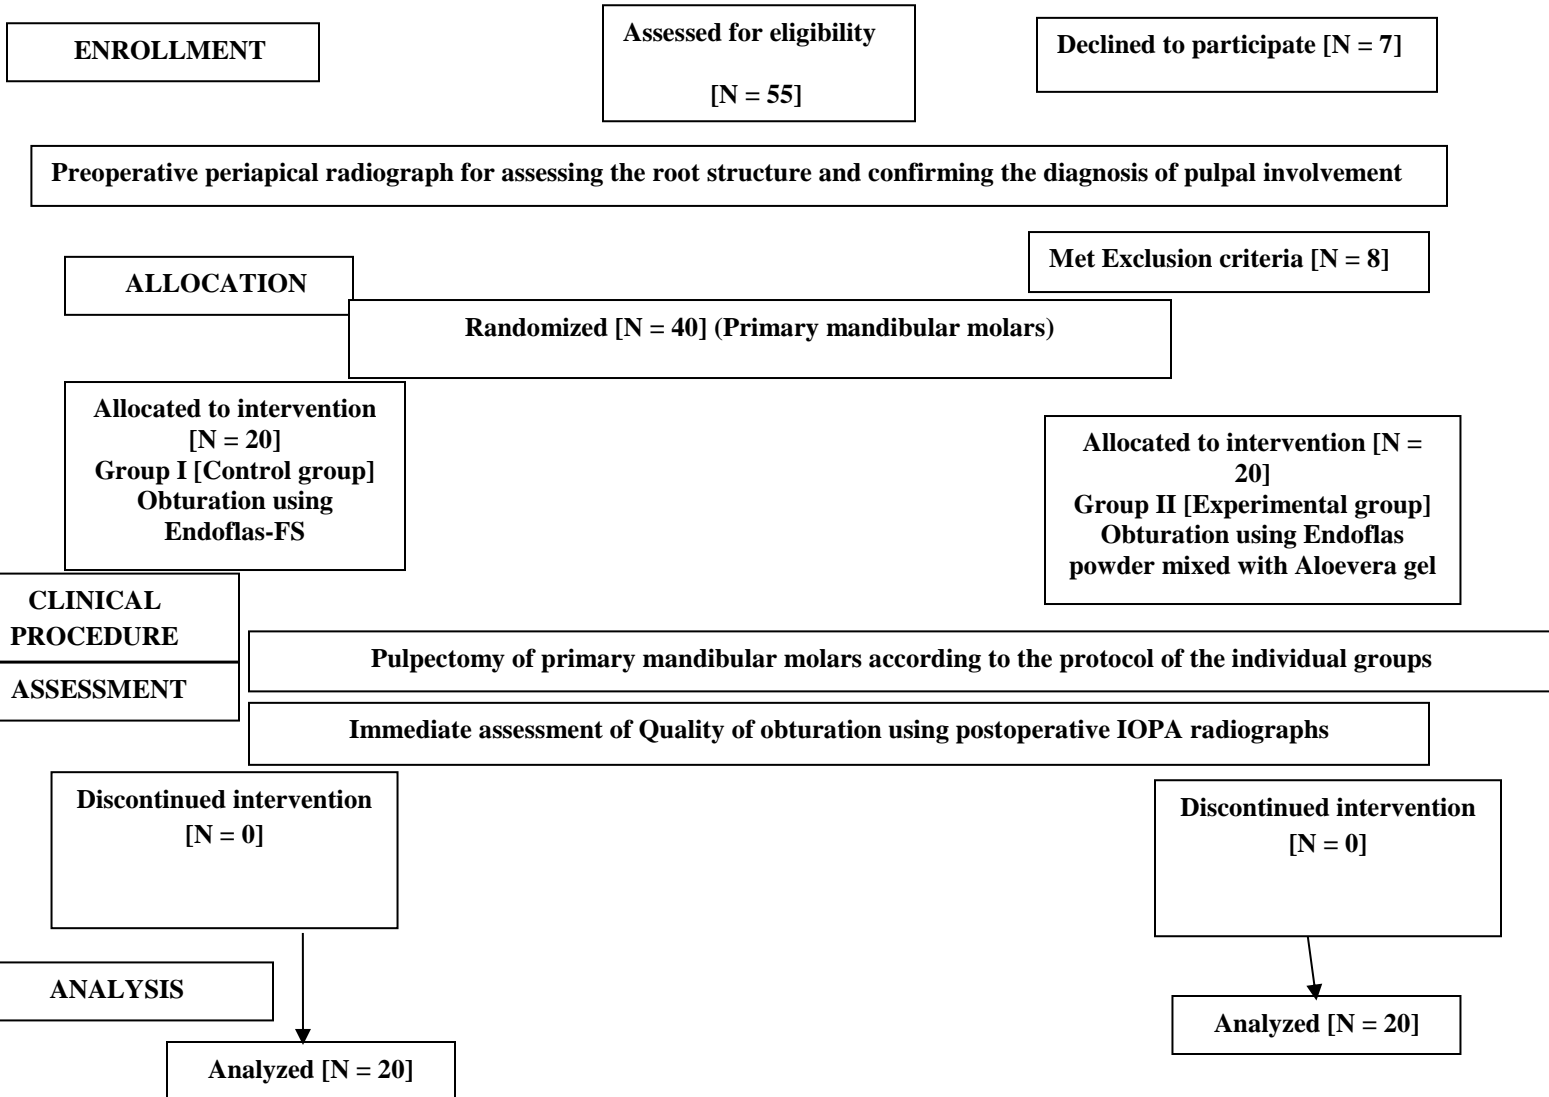 ENROLLMENT
Assessed for eligibility
[N = 55]
Declined to participate [N = 7]
Preoperative periapical radiograph for assessing the root structure and confirming the diagnosis of pulpal involvement
Met Exclusion criteria [N = 8]
ALLOCATION
Randomized [N = 40] (Primary mandibular molars)
Allocated to intervention
[N = 20]
Group I [Control group]
Obturation using
Endoflas-FS
Allocated to intervention [N =
20]
Group II [Experimental group]
Obturation using Endoflas
powder mixed with Aloevera gel
CLINICAL
PROCEDURE
Pulpectomy of primary mandibular molars according to the protocol of the individual groups
ASSESSMENT
Immediate assessment of Quality of obturation using postoperative IOPA radiographs
Discontinued intervention
[N = 0]
Discontinued intervention
[N = 0]
ANALYSIS
Analyzed [N = 20]
Analyzed [N = 20]